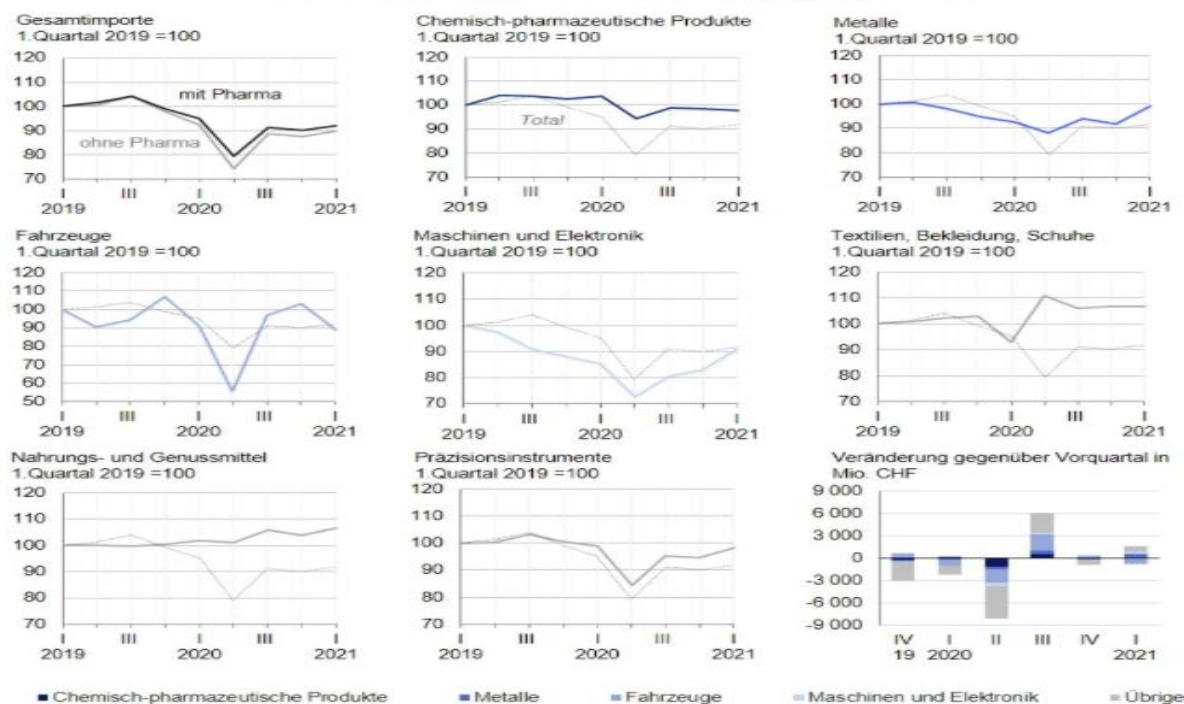 Gesamtimporte
1.Quartal 2019 =100
120
110
100
90
80
70
mit Pharma
ohne Pharma
I
III
I
III
I
2019
2020
2021
Chemisch-pharmazeutische Produkte
1.Quartal 2019 =100
120
110
100
90
80
70
Total
I
III
I
III
I
2019
2020
2021
Metalle
1.Quartal 2019 =100
120
110
100
90
80
70
I
III
I
III
I
2019
2020
2021
Fahrzeuge
1.Quartal 2019 =100
120
110
100
90
80
70
60
50
I
III
I
III
I
2019
2020
2021
Maschinen und Elektronik
1.Quartal 2019 =100
120
110
100
90
80
70
I
III
I
III
I
2019
2020
2021
Textilien, Bekleidung, Schuhe
1.Quartal 2019 =100
120
110
100
90
80
70
I
III
I
III
I
2019
2020
2021
Nahrungs- und Genussmittel
1.Quartal 2019 =100
120
110
100
90
80
70
I
III
I
III
I
2019
2020
2021
Präzisionsinstrumente
1.Quartal 2019 =100
120
110
100
90
80
70
I
III
I
III
I
2019
2020
2021
Veränderung gegenüber Vorquartal in
Mio. CHF
9 000
6 000
3 000
0
-3 000
-6 000
-9 000
IV
I
II
III
IV
I
19
2020
2021
Chemisch-pharmazeutische Produkte
Metalle
Fahrzeuge
Maschinen und Elektronik
Übrige